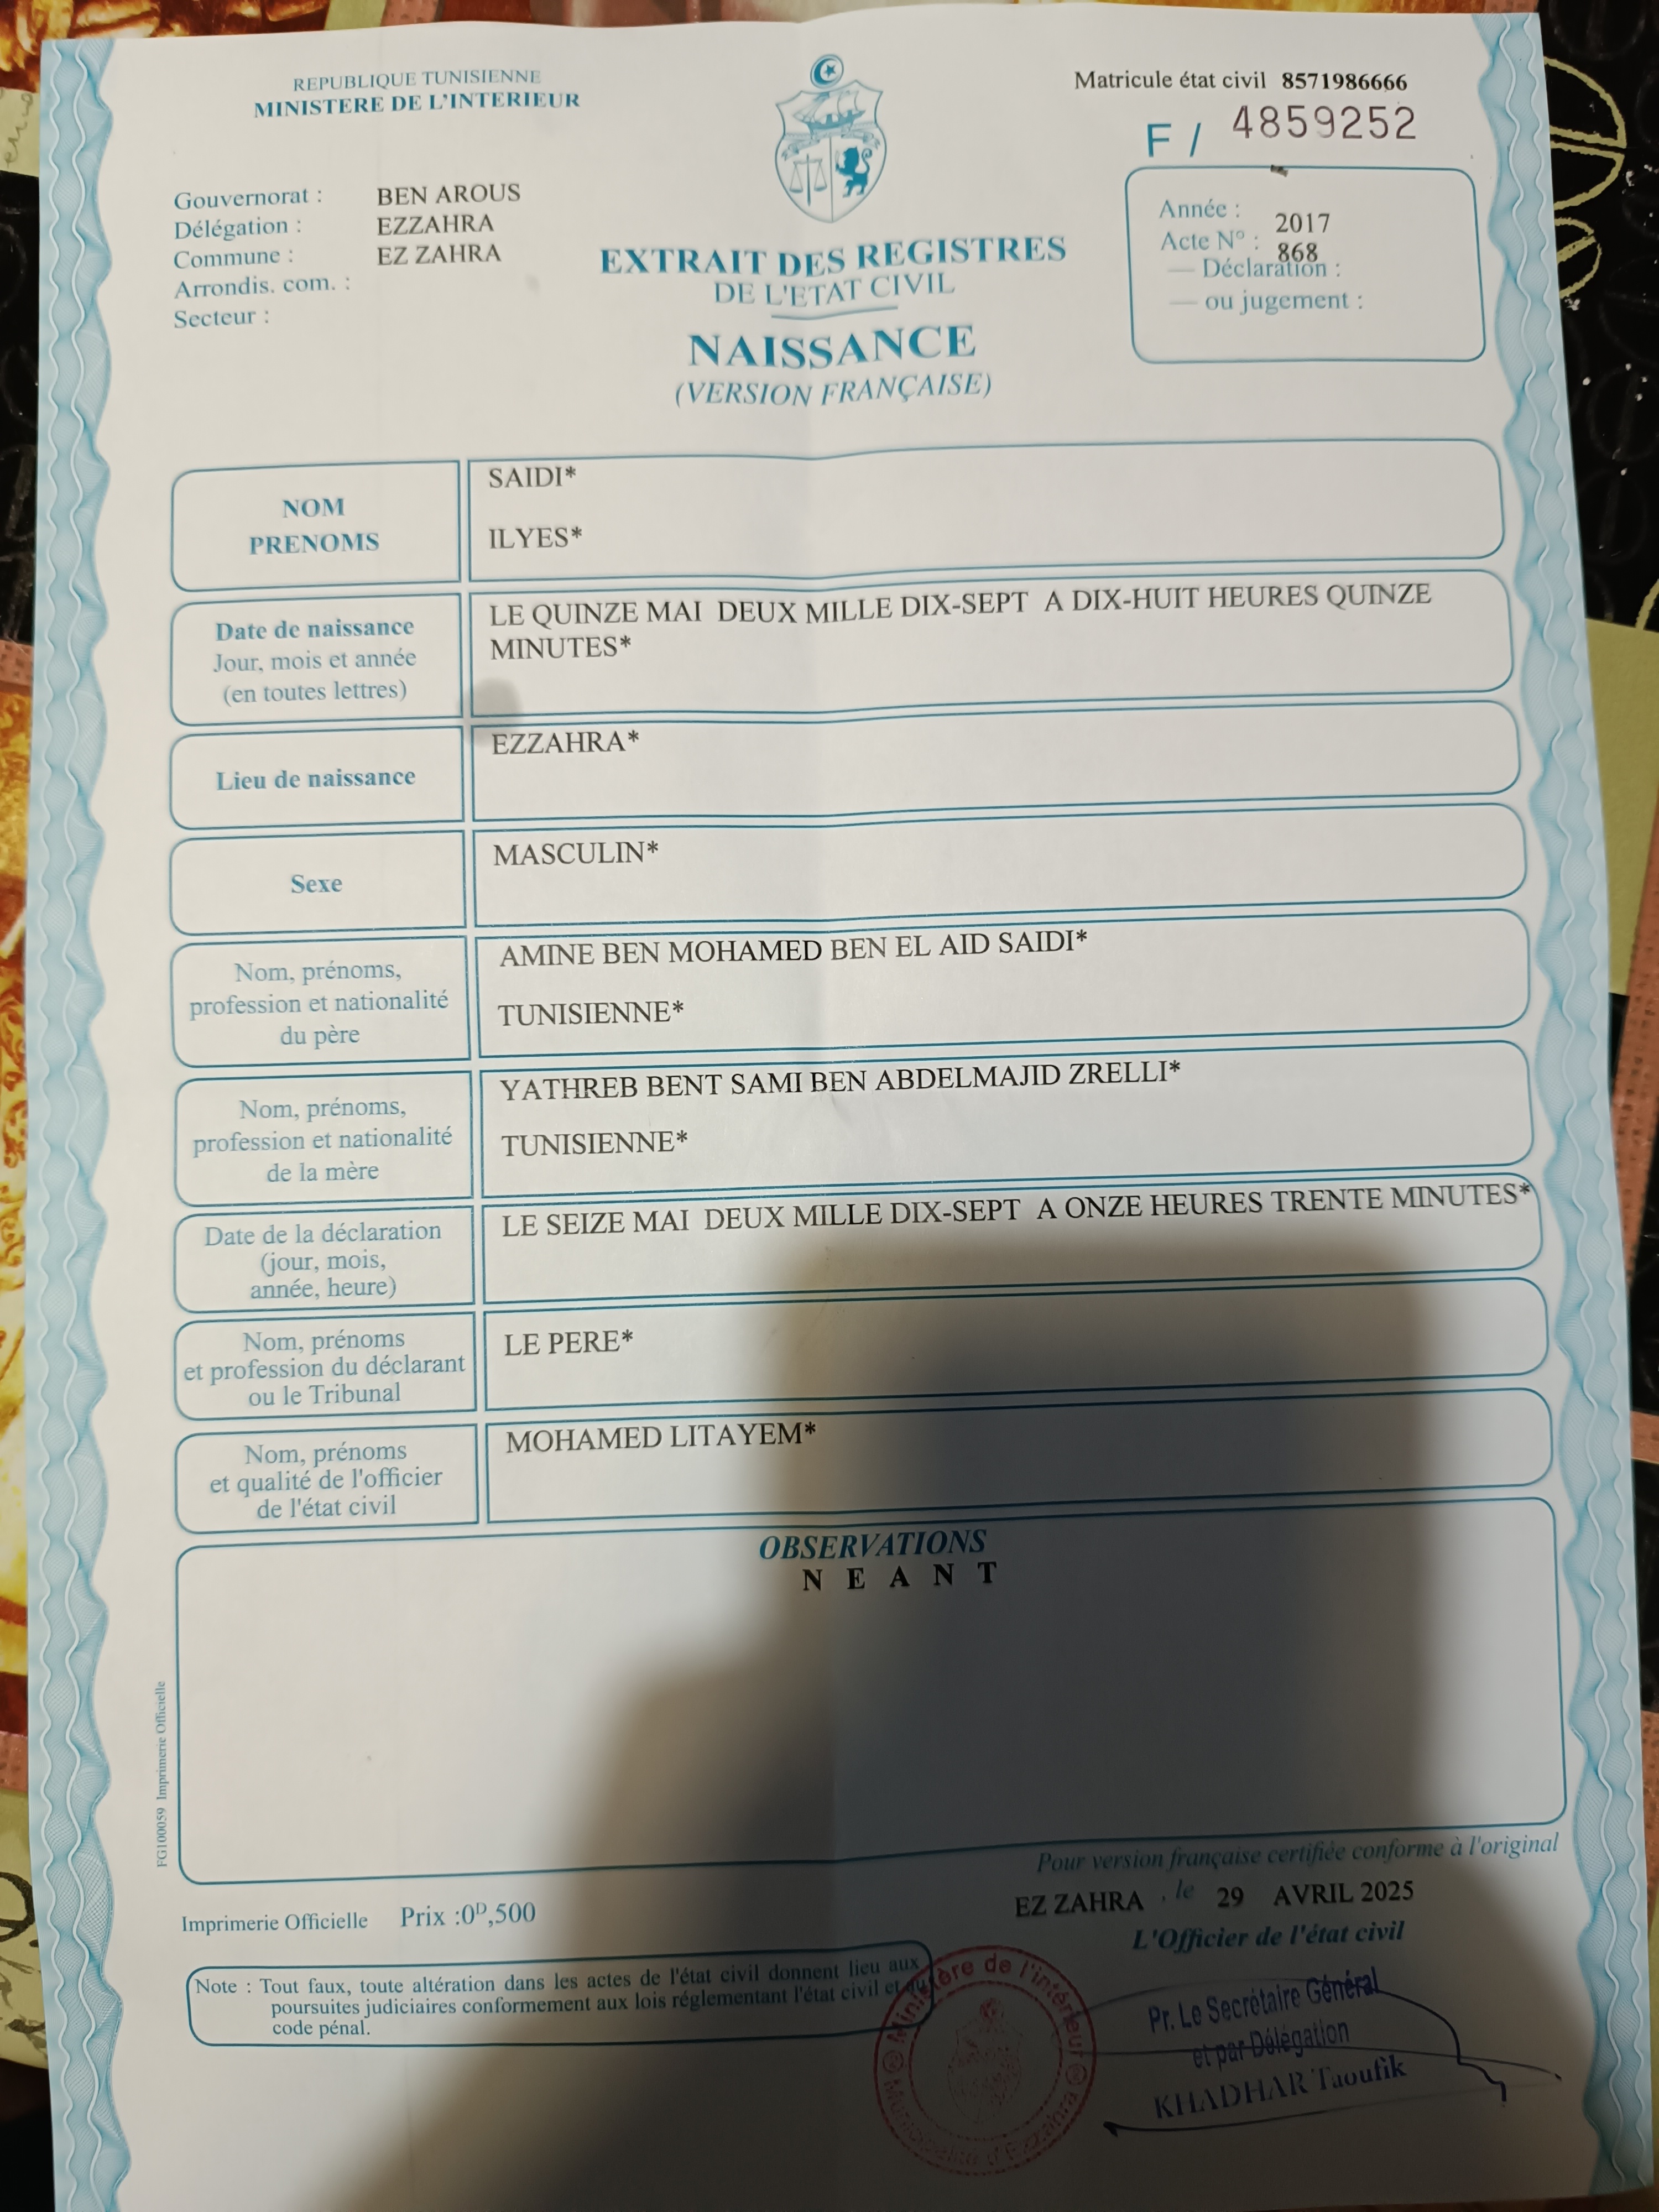 REPUBLIQUE TUNISIENNE
MINISTERE DE L'INTERIEUR
Matricule état civil 8571986666
F / 4859252
Gouvernorat : BEN AROUS
Délégation : EZZAHRA
Commune : EZ ZAHRA
Arrondis. com. :
Secteur :
EXTRAIT DES REGISTRES
DE L'ETAT CIVIL
NAISSANCE
(VERSION FRANÇAISE)
Année : 2017
Acte N° : 868
— Déclaration :
— ou jugement :
NOM
PRENOMS
SAIDI*
ILYES*
Date de naissance
Jour, mois et année
(en toutes lettres)
LE QUINZE MAI DEUX MILLE DIX-SEPT A DIX-HUIT HEURES QUINZE
MINUTES*
Lieu de naissance
EZZAHRA*
Sexe
MASCULIN*
Nom, prénoms,
profession et nationalité
du père
AMINE BEN MOHAMED BEN EL AID SAIDI*
TUNISIENNE*
Nom, prénoms,
profession et nationalité
de la mère
YATHREB BENT SAMI BEN ABDELMAJID ZRELLI*
TUNISIENNE*
Date de la déclaration
(jour, mois,
année, heure)
LE SEIZE MAI DEUX MILLE DIX-SEPT A ONZE HEURES TRENTE MINUTES*
Nom, prénoms
et profession du déclarant
ou le Tribunal
LE PERE*
Nom, prénoms
et qualité de l'officier
de l'état civil
MOHAMED LITAYEM*
OBSERVATIONS
N E A N T
FG100059 Imprimerie Officielle
Pour version française certifiée conforme à l'original
EZ ZAHRA , le 29 AVRIL 2025
L'Officier de l'état civil
Imprimerie Officielle Prix :0ᴰ,500
Note : Tout faux, toute altération dans les actes de l'état civil donnent lieu aux
poursuites judiciaires conformement aux lois réglementant l'état civil et du
code pénal.
Ministère de l'intérieur
Municipalité d'Ezzahra
Pr. Le Secrétaire Général
et par Délégation
KHADHAR Taoufik